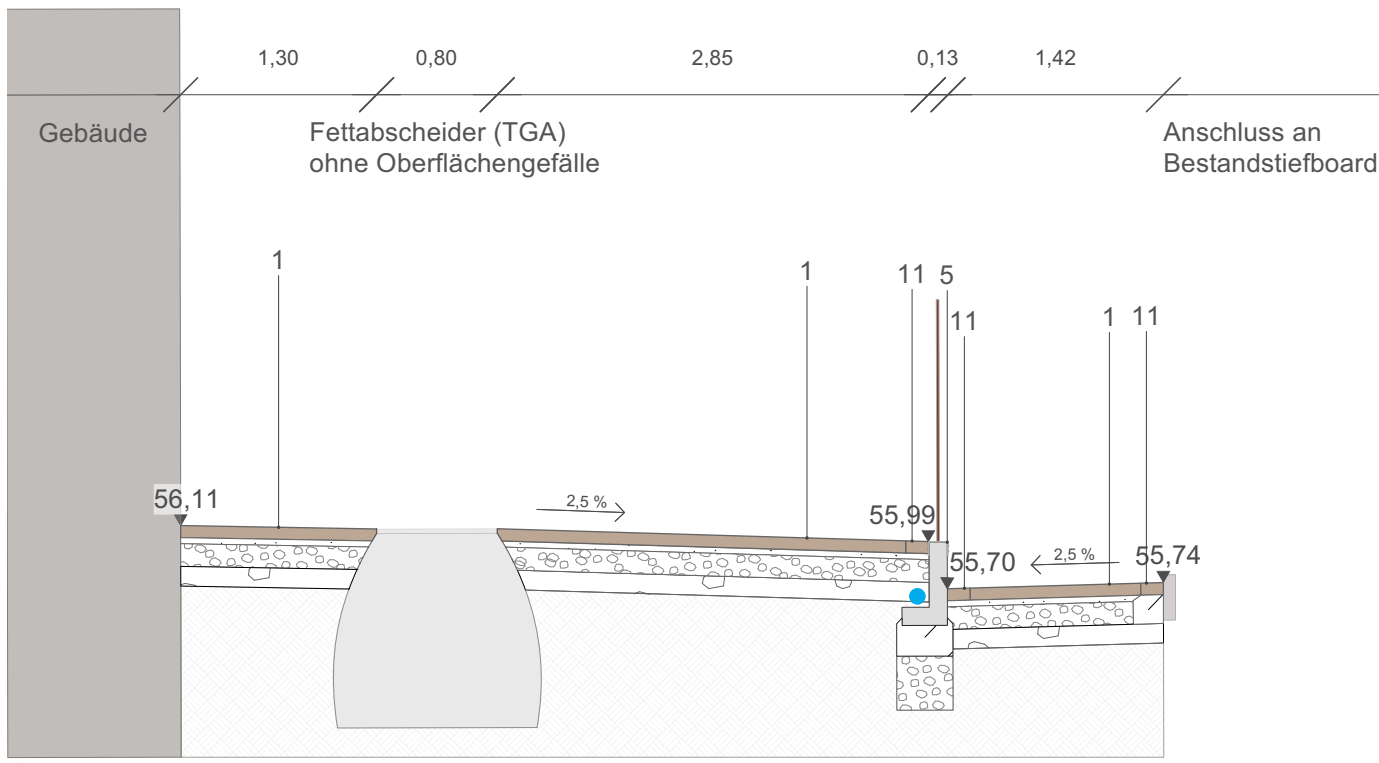 1,30 0,80 2,85 0,13 1,42
Gebäude
Fettabscheider (TGA)
ohne Oberflächengefälle
Anschluss an
Bestandstiefboard
1 1 11 5
11 1 11
56,11
2,5 %
55,99
55,70
2,5 %
55,74